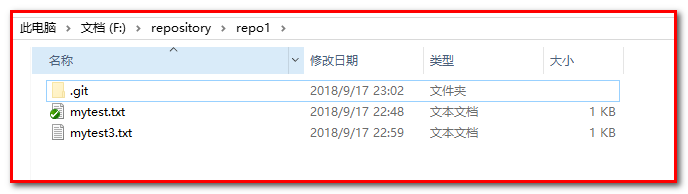 此电脑 > 文档 (F:) > repository > repo1 >
名称 修改日期 类型 大小
.git 2018/9/17 23:02 文件夹
mytest.txt 2018/9/17 22:48 文本文档 1 KB
mytest3.txt 2018/9/17 22:59 文本文档 1 KB